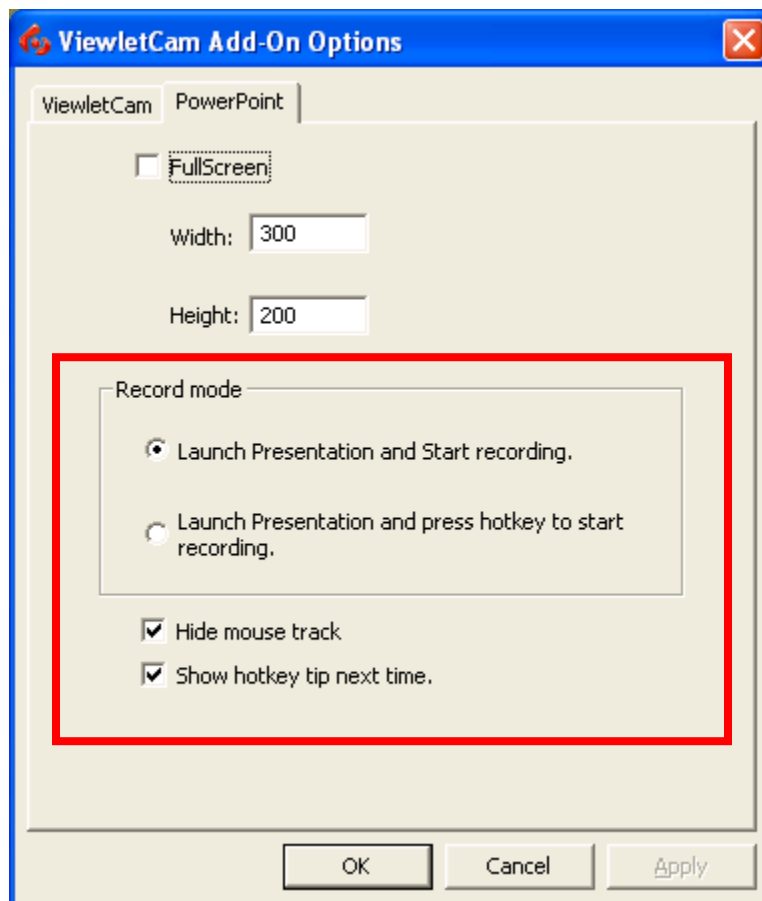 ViewletCam Add-On Options
ViewletCam PowerPoint
FullScreen
Width: 300
Height: 200
Record mode
Launch Presentation and Start recording.
Launch Presentation and press hotkey to start
recording.
Hide mouse track
Show hotkey tip next time.
OK Cancel Apply